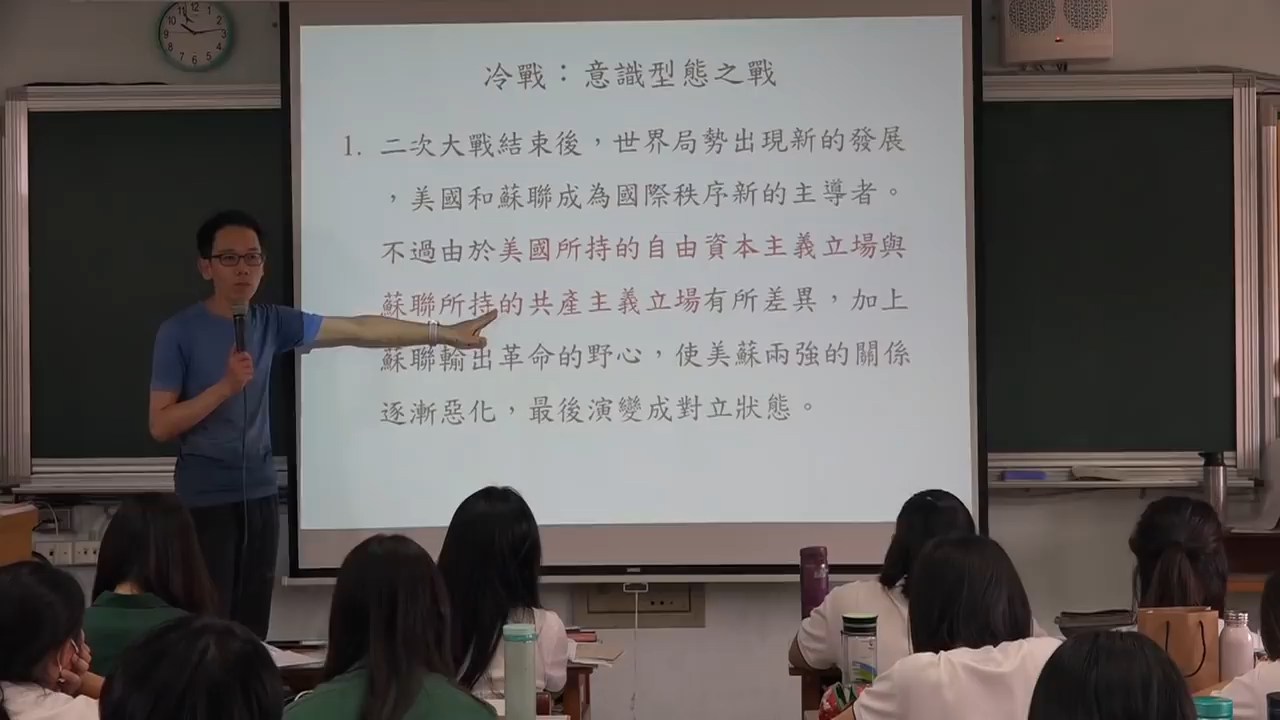 冷戰：意識型態之戰
1. 二次大戰結束後，世界局勢出現新的發展
，美國和蘇聯成為國際秩序新的主導者。
不過由於美國所持的自由資本主義立場與
蘇聯所持的共產主義立場有所差異，加上
蘇聯輸出革命的野心，使美蘇兩強的關係
逐漸惡化，最後演變成對立狀態。